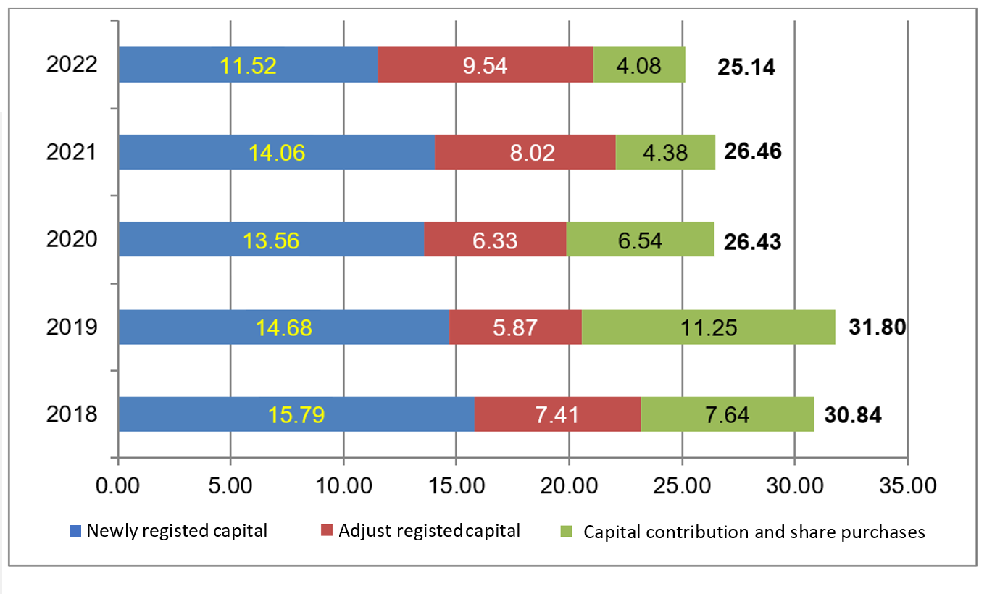 2022 11.52 9.54 4.08 25.14
2021 14.06 8.02 4.38 26.46
2020 13.56 6.33 6.54 26.43
2019 14.68 5.87 11.25 31.80
2018 15.79 7.41 7.64 30.84
0.00 5.00 10.00 15.00 20.00 25.00 30.00 35.00
Newly registed capital Adjust registed capital Capital contribution and share purchases